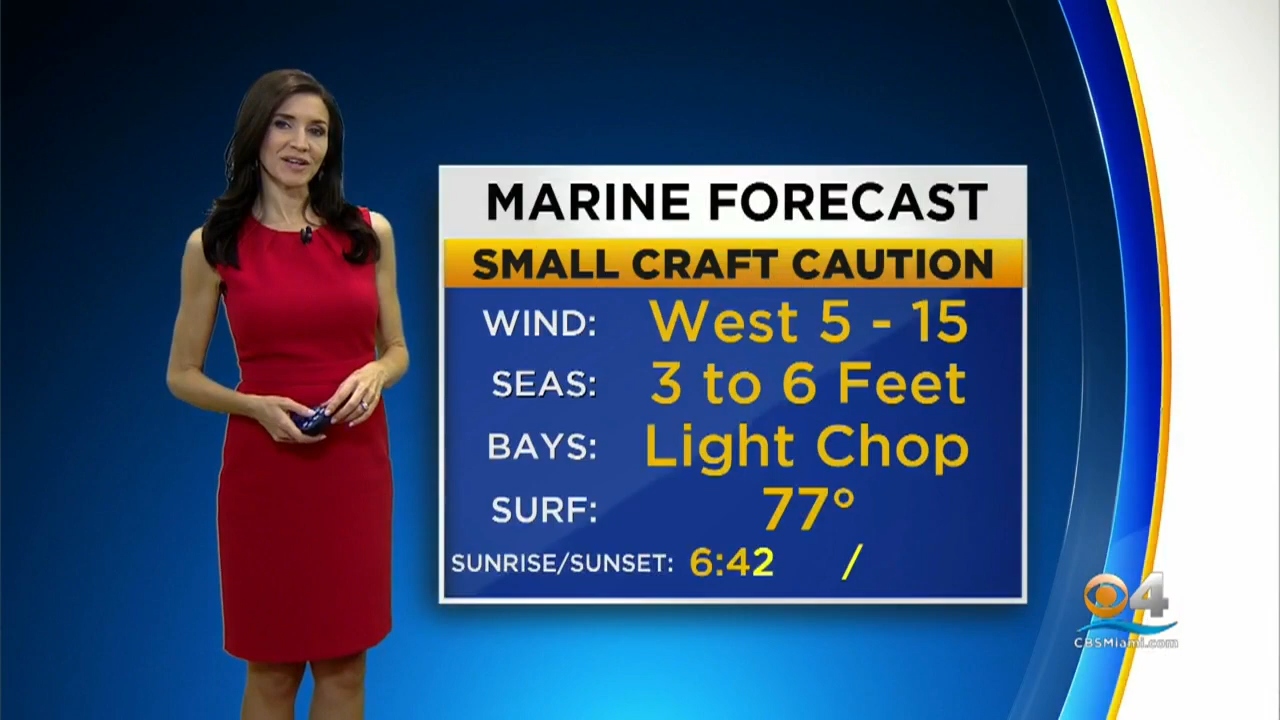 MARINE FORECAST
SMALL CRAFT CAUTION
WIND: West 5 - 15
SEAS: 3 to 6 Feet
BAYS: Light Chop
SURF: 77°
SUNRISE/SUNSET: 6:42 /
4
CBSMiami.com